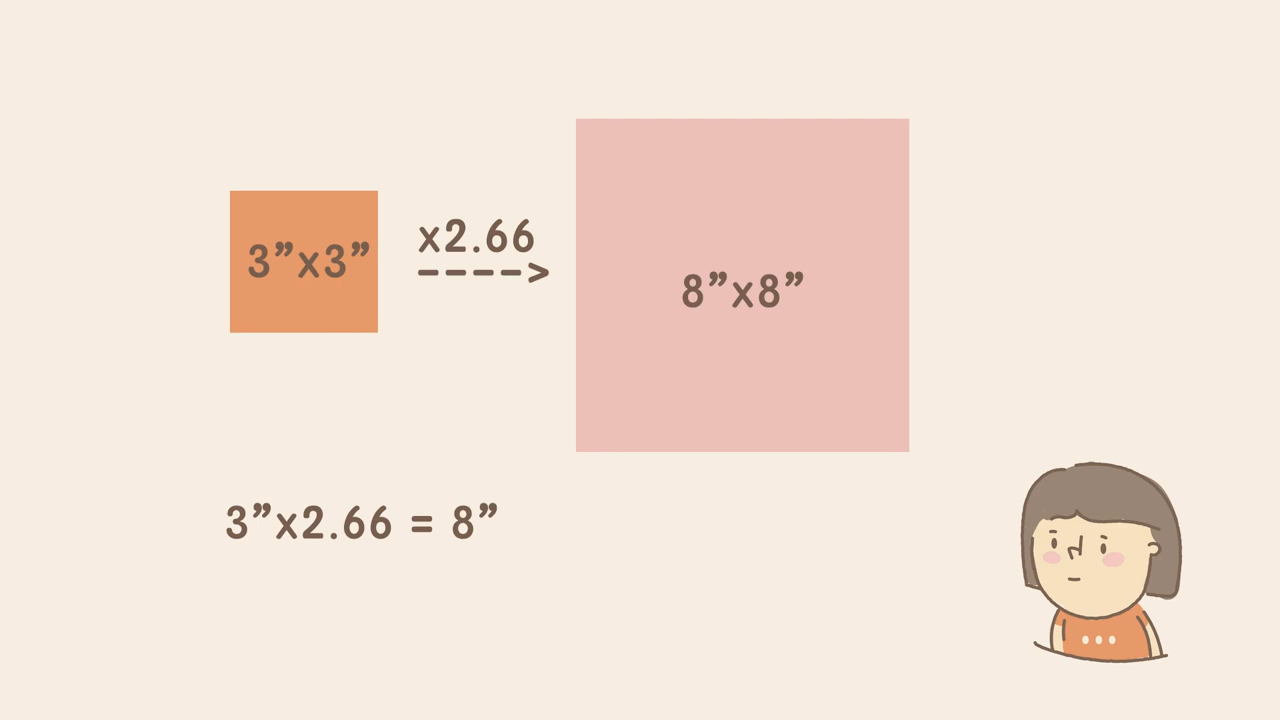 3”x3”
x2.66
---->
8”x8”
3”x2.66 = 8”